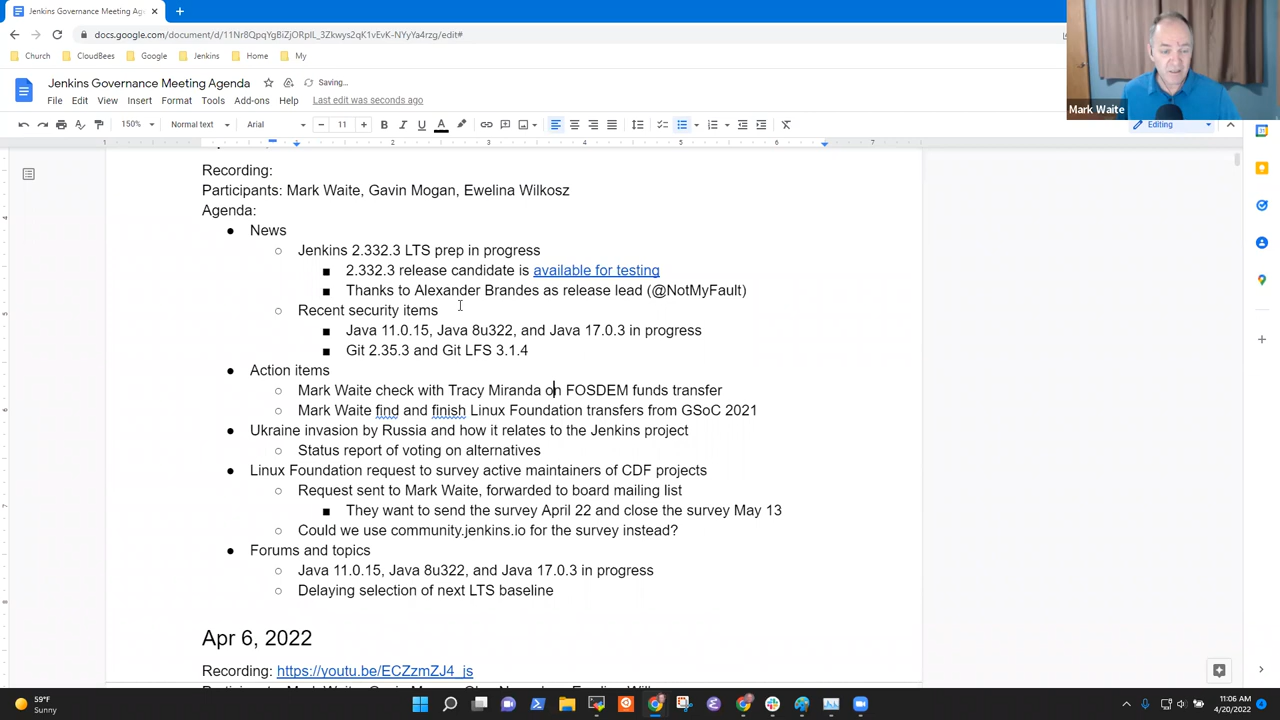 Jenkins Governance Meeting Ag
docs.google.com/document/d/11Nr8QpqYgBiZjORpIL_3Zkwys2qK1vEvK-NYyYa4rzg/edit#
Church CloudBees Google Jenkins Home My
Jenkins Governance Meeting Agenda Saving...
File Edit View Insert Format Tools Add-ons Help Last edit was seconds ago
150% Normal text Arial 11 Editing
Mark Waite
1 1 2 3 4 5 6 7
Recording:
Participants: Mark Waite, Gavin Mogan, Ewelina Wilkosz
Agenda:
News
Jenkins 2.332.3 LTS prep in progress
2.332.3 release candidate is available for testing
Thanks to Alexander Brandes as release lead (@NotMyFault)
Recent security items
Java 11.0.15, Java 8u322, and Java 17.0.3 in progress
Git 2.35.3 and Git LFS 3.1.4
Action items
Mark Waite check with Tracy Miranda on FOSDEM funds transfer
Mark Waite find and finish Linux Foundation transfers from GSoC 2021
Ukraine invasion by Russia and how it relates to the Jenkins project
Status report of voting on alternatives
Linux Foundation request to survey active maintainers of CDF projects
Request sent to Mark Waite, forwarded to board mailing list
They want to send the survey April 22 and close the survey May 13
Could we use community.jenkins.io for the survey instead?
Forums and topics
Java 11.0.15, Java 8u322, and Java 17.0.3 in progress
Delaying selection of next LTS baseline
Apr 6, 2022
Recording: https://youtu.be/ECZzmZJ4_js
59°F
Sunny
11:06 AM
4/20/2022